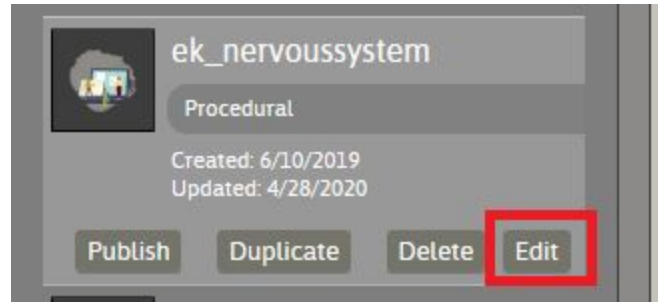 ek_nervoussystem
Procedural
Created: 6/10/2019
Updated: 4/28/2020
Publish Duplicate Delete Edit